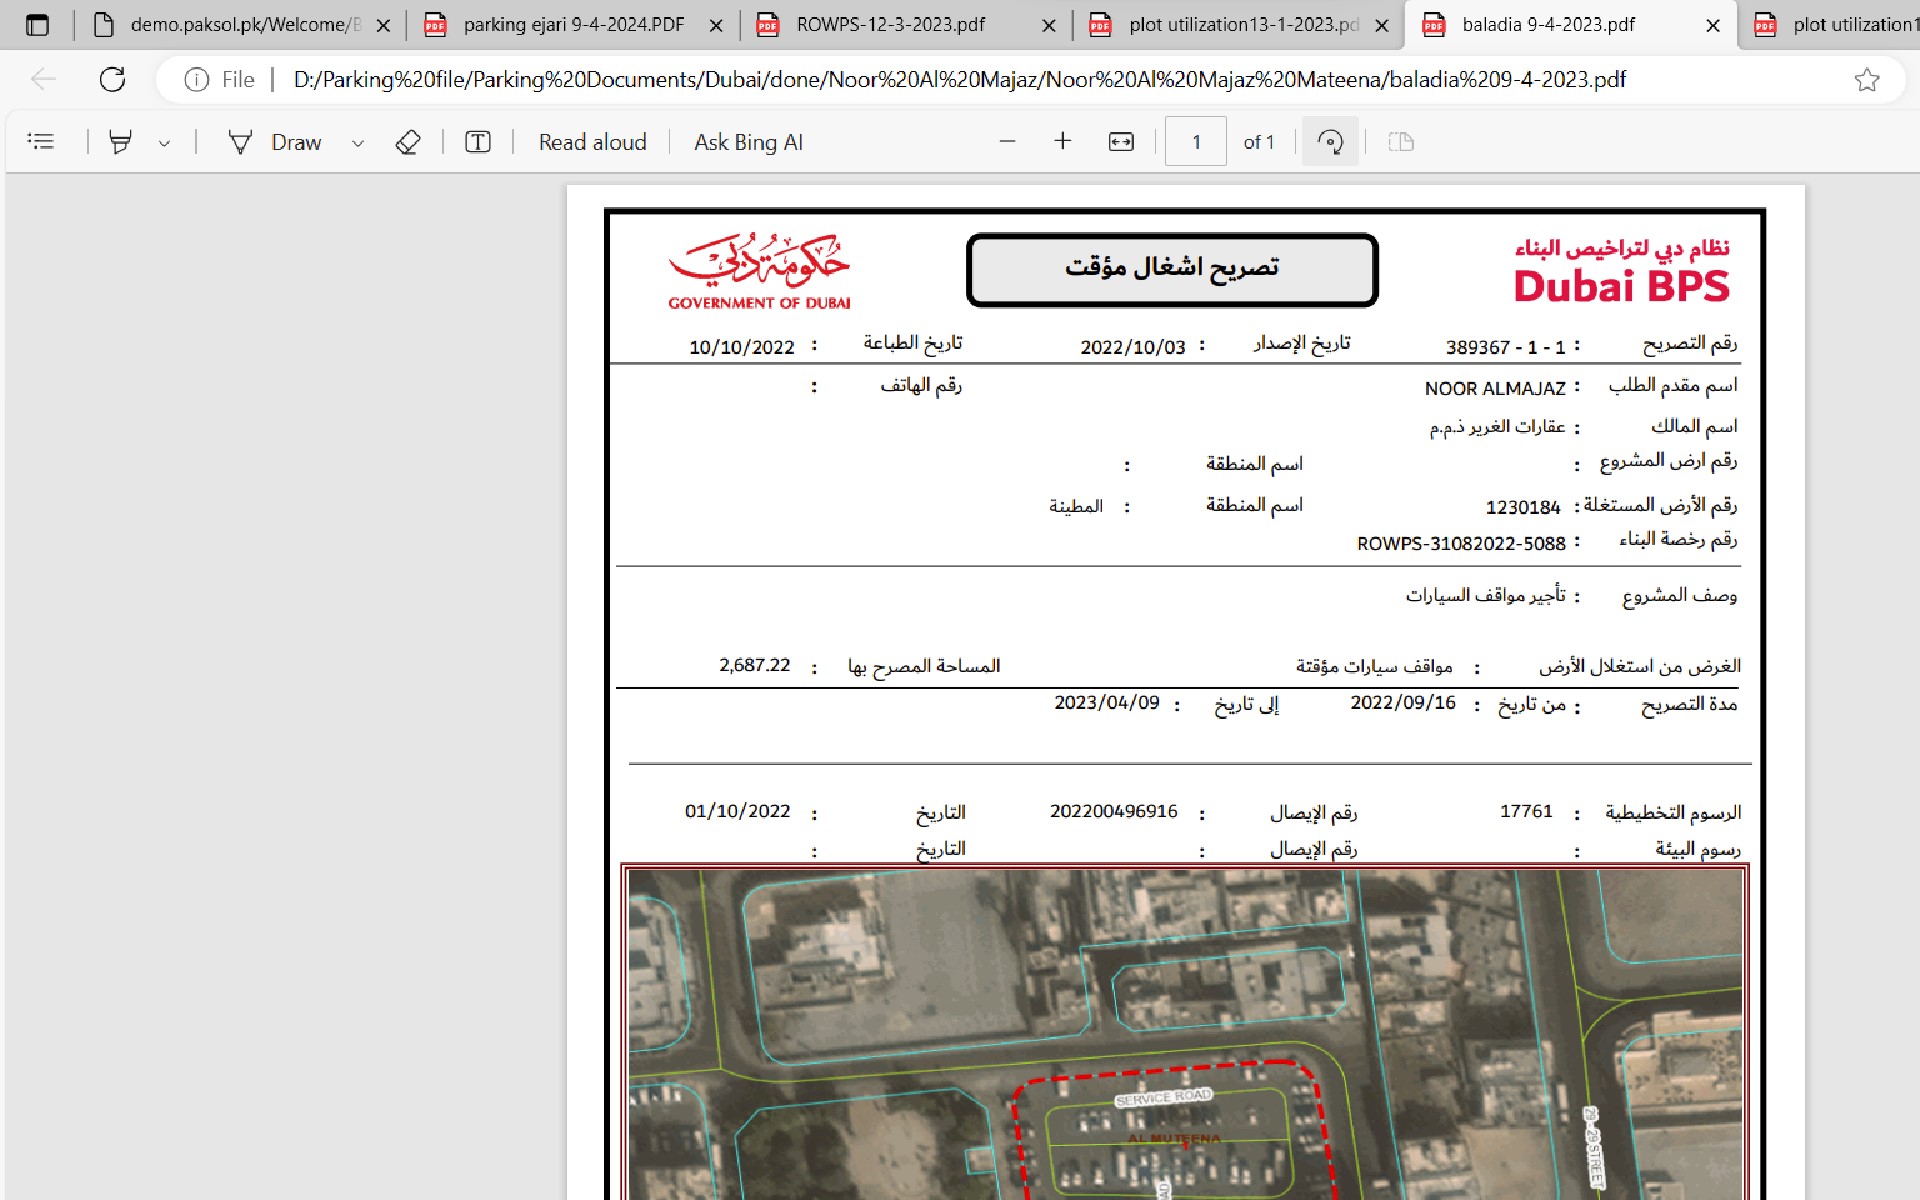 demo.paksol.pk/Welcome/B
parking ejari 9-4-2024.PDF
ROWPS-12-3-2023.pdf
plot utilization13-1-2023.pd
baladia 9-4-2023.pdf
plot utilization1
File
D:/Parking%20file/Parking%20Documents/Dubai/done/Noor%20Al%20Majaz/Noor%20Al%20Majaz%20Mateena/baladia%209-4-2023.pdf
Draw
T
Read aloud
Ask Bing AI
1
of 1
حكومة دبي
GOVERNMENT OF DUBAI
تصريح اشغال مؤقت
نظام دبي لتراخيص البناء
Dubai BPS
رقم التصريح : 389367 - 1 - 1 تاريخ الإصدار : 2022/10/03 تاريخ الطباعة : 10/10/2022
اسم مقدم الطلب : NOOR ALMAJAZ رقم الهاتف :
اسم المالك : عقارات الغرير ذ.م.م
رقم ارض المشروع : اسم المنطقة :
رقم الأرض المستغلة : 1230184 اسم المنطقة : المطينة
رقم رخصة البناء : ROWPS-31082022-5088
وصف المشروع : تأجير مواقف السيارات
الغرض من استغلال الأرض : مواقف سيارات مؤقتة المساحة المصرح بها : 2,687.22
مدة التصريح : من تاريخ : 2022/09/16 إلى تاريخ : 2023/04/09
الرسوم التخطيطية : 17761 رقم الإيصال : 202200496916 التاريخ : 01/10/2022
رسوم البيئة : رقم الإيصال : التاريخ :
SERVICE ROAD
AL MUTEENA
29 - 29 STREET